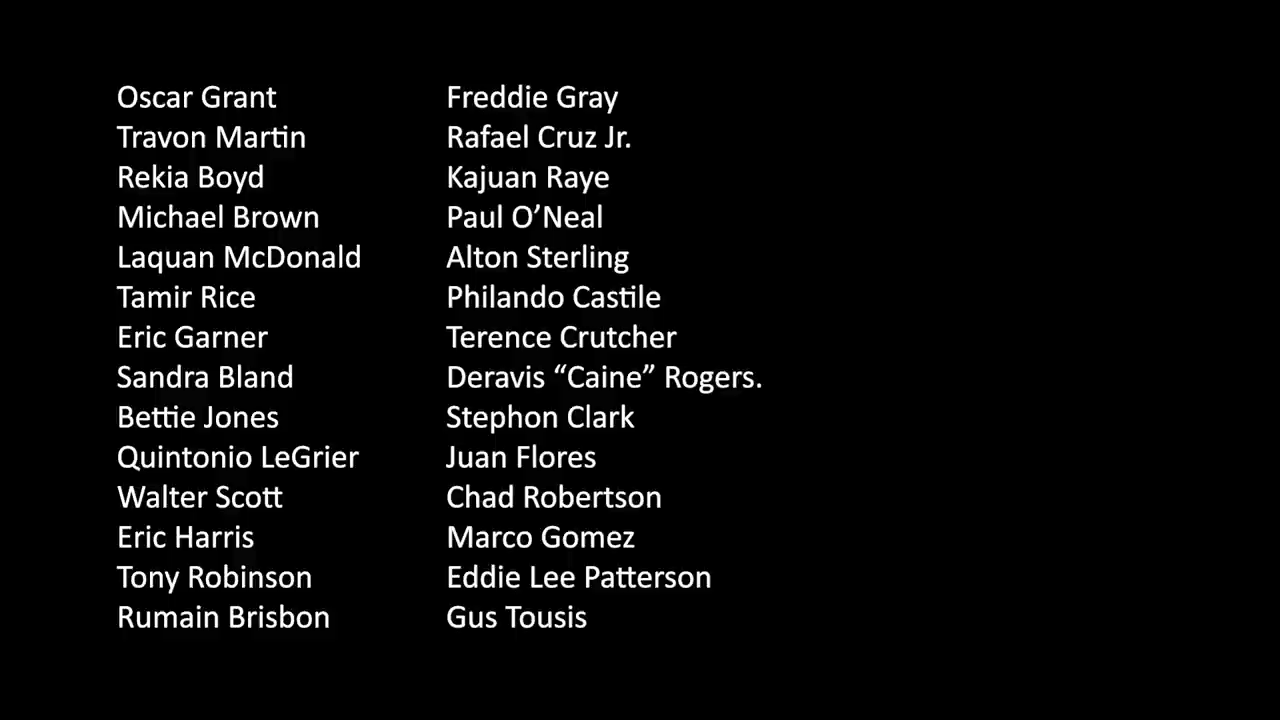 Oscar Grant
Travon Martin
Rekia Boyd
Michael Brown
Laquan McDonald
Tamir Rice
Eric Garner
Sandra Bland
Bettie Jones
Quintonio LeGrier
Walter Scott
Eric Harris
Tony Robinson
Rumain Brisbon
Freddie Gray
Rafael Cruz Jr.
Kajuan Raye
Paul O’Neal
Alton Sterling
Philando Castile
Terence Crutcher
Deravis “Caine” Rogers.
Stephon Clark
Juan Flores
Chad Robertson
Marco Gomez
Eddie Lee Patterson
Gus Tousis